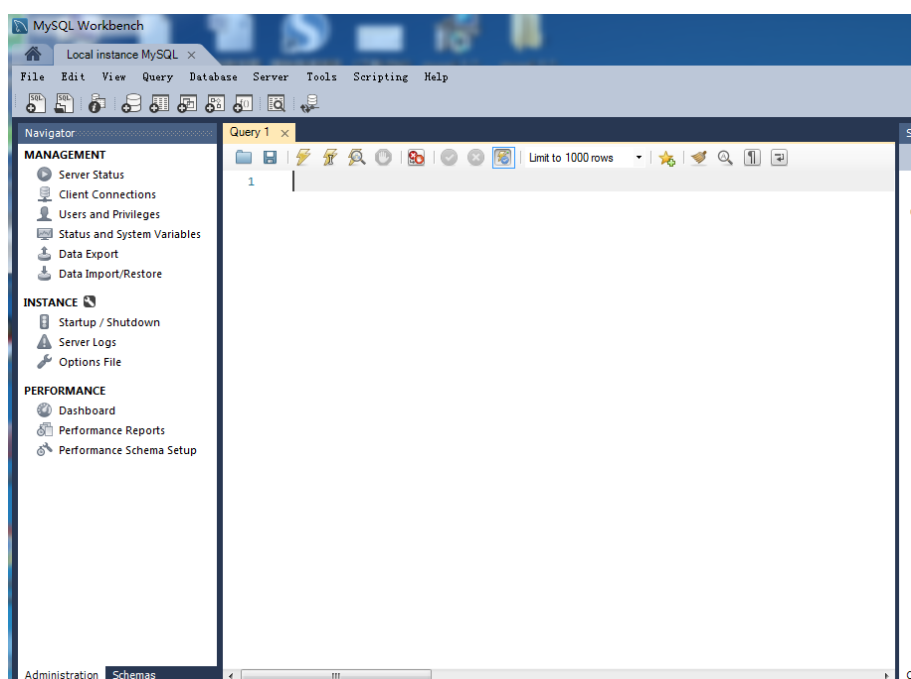 MySQL Workbench
Local instance MySQL
File Edit View Query Database Server Tools Scripting Help
Navigator
MANAGEMENT
Server Status
Client Connections
Users and Privileges
Status and System Variables
Data Export
Data Import/Restore
INSTANCE
Startup / Shutdown
Server Logs
Options File
PERFORMANCE
Dashboard
Performance Reports
Performance Schema Setup
Administration Schemas
Query 1
Limit to 1000 rows
1